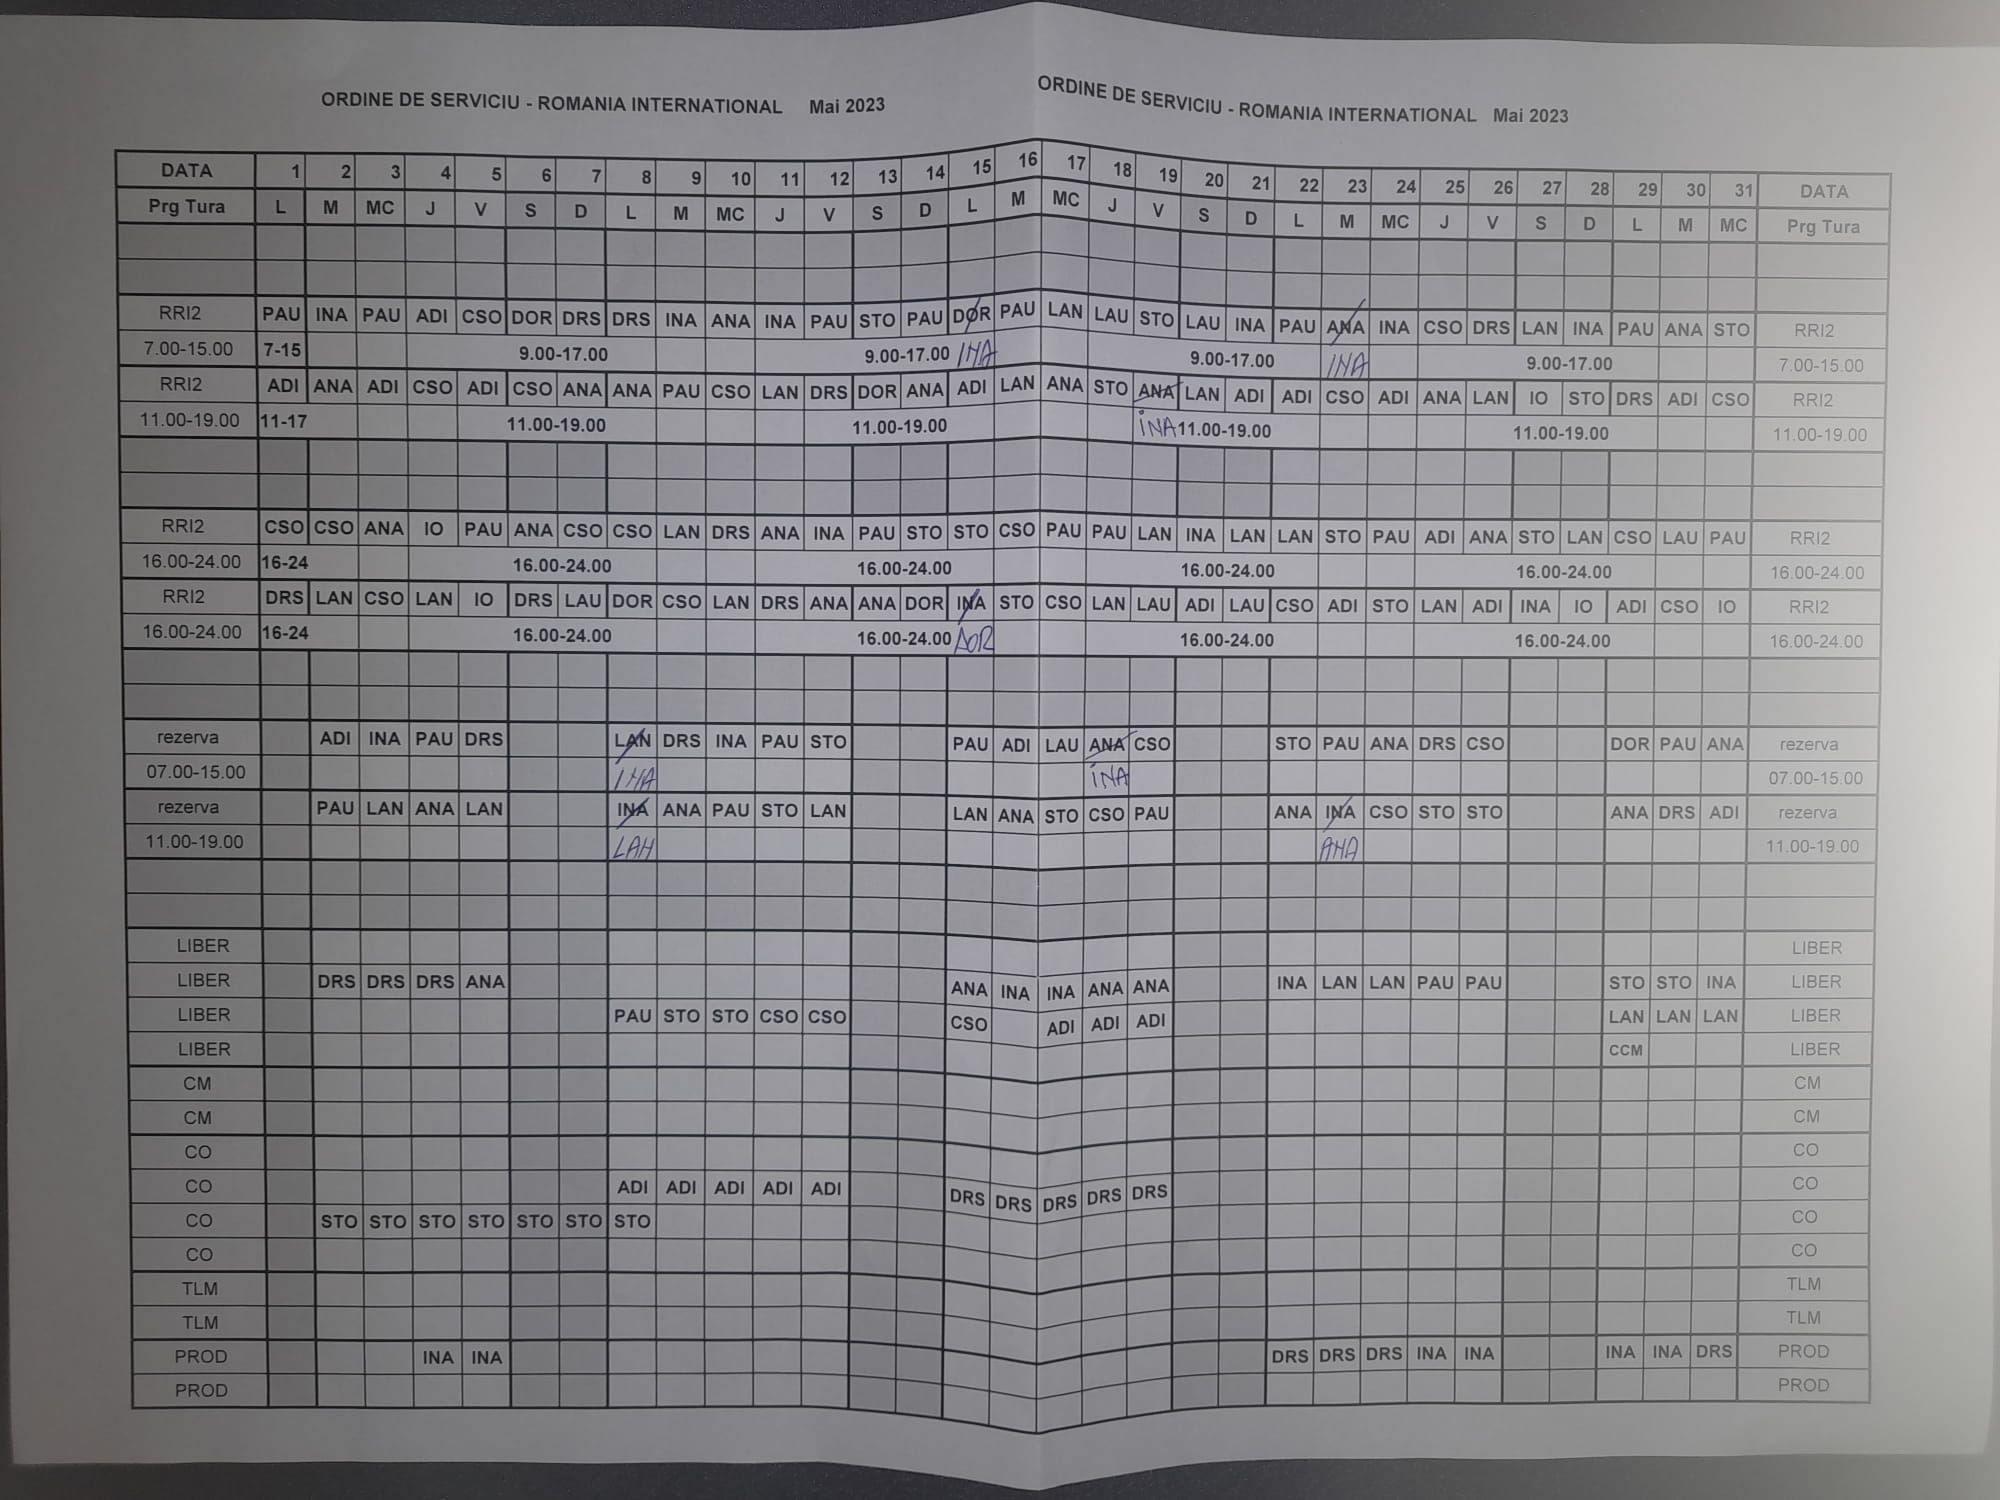 ORDINE DE SERVICIU - ROMANIA INTERNATIONAL Mai 2023 ORDINE DE SERVICIU - ROMANIA INTERNATIONAL Mai 2023
DATA 1 2 3 4 5 6 7 8 9 10 11 12 13 14 15 16 17 18 19 20 21 22 23 24 25 26 27 28 29 30 31 DATA
Prg Tura L M MC J V S D L M MC J V S D L M MC J V S D L M MC J V S D L M MC Prg Tura
RRI2 PAU INA PAU ADI CSO DOR DRS DRS INA ANA INA PAU STO PAU DOR PAU LAN LAU STO LAU INA PAU ANA INA CSO DRS LAN INA PAU ANA STO RRI2
7.00-15.00 7-15 9.00-17.00 9.00-17.00 INA 9.00-17.00 INA 9.00-17.00 7.00-15.00
RRI2 ADI ANA ADI CSO ADI CSO ANA ANA PAU CSO LAN DRS DOR ANA ADI LAN ANA STO ANA LAN ADI ADI CSO ADI ANA LAN IO STO DRS ADI CSO RRI2
11.00-19.00 11-17 11.00-19.00 11.00-19.00 INA 11.00-19.00 11.00-19.00 11.00-19.00
RRI2 CSO CSO ANA IO PAU ANA CSO CSO LAN DRS ANA INA PAU STO STO CSO PAU PAU LAN INA LAN LAN STO PAU ADI ANA STO LAN CSO LAU PAU RRI2
16.00-24.00 16-24 16.00-24.00 16.00-24.00 16.00-24.00 16.00-24.00 16.00-24.00
RRI2 DRS LAN CSO LAN IO DRS LAU DOR CSO LAN DRS ANA ANA DOR INA STO CSO LAN LAU ADI LAU CSO ADI STO LAN ADI INA IO ADI CSO IO RRI2
16.00-24.00 16-24 16.00-24.00 16.00-24.00 DOR 16.00-24.00 16.00-24.00 16.00-24.00
rezerva ADI INA PAU DRS LAN DRS INA PAU STO PAU ADI LAU ANA CSO STO PAU ANA DRS CSO DOR PAU ANA rezerva
07.00-15.00 INA INA 07.00-15.00
rezerva PAU LAN ANA LAN INA ANA PAU STO LAN LAN ANA STO CSO PAU ANA INA CSO STO STO ANA DRS ADI rezerva
11.00-19.00 LAN ANA 11.00-19.00
LIBER LIBER
LIBER DRS DRS DRS ANA ANA INA INA ANA ANA INA LAN LAN PAU PAU STO STO INA LIBER
LIBER PAU STO STO CSO CSO CSO ADI ADI ADI LAN LAN LAN LIBER
LIBER CCM LIBER
CM CM
CM CM
CO CO
CO ADI ADI ADI ADI ADI DRS DRS DRS DRS DRS CO
CO STO STO STO STO STO STO STO CO
CO CO
TLM TLM
TLM TLM
PROD INA INA DRS DRS DRS INA INA INA INA DRS PROD
PROD PROD